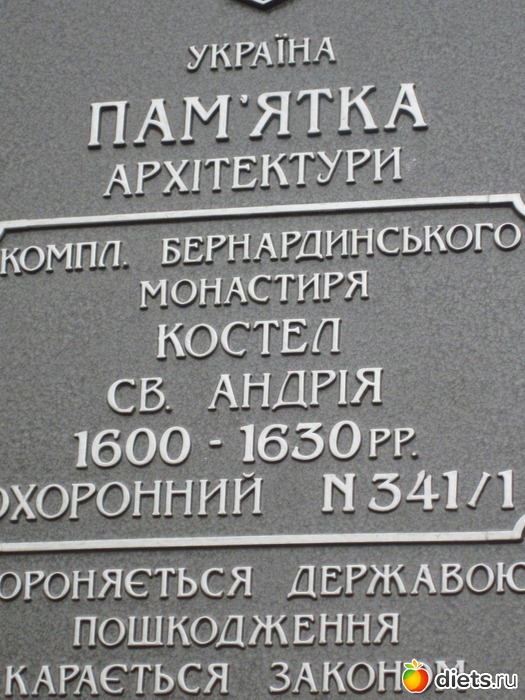 УКРАЇНА
ПАМ'ЯТКА
АРХІТЕКТУРИ
КОМПЛ. БЕРНАРДИНСЬКОГО
МОНАСТИРЯ
КОСТЕЛ
СВ. АНДРІЯ
1600 - 1630 РР.
ОХОРОННИЙ N 341/1
ОРОНЯЄТЬСЯ ДЕРЖАВОЮ
ПОШКОДЖЕННЯ
КАРАЄТЬСЯ ЗАКОНОМ
diets.ru